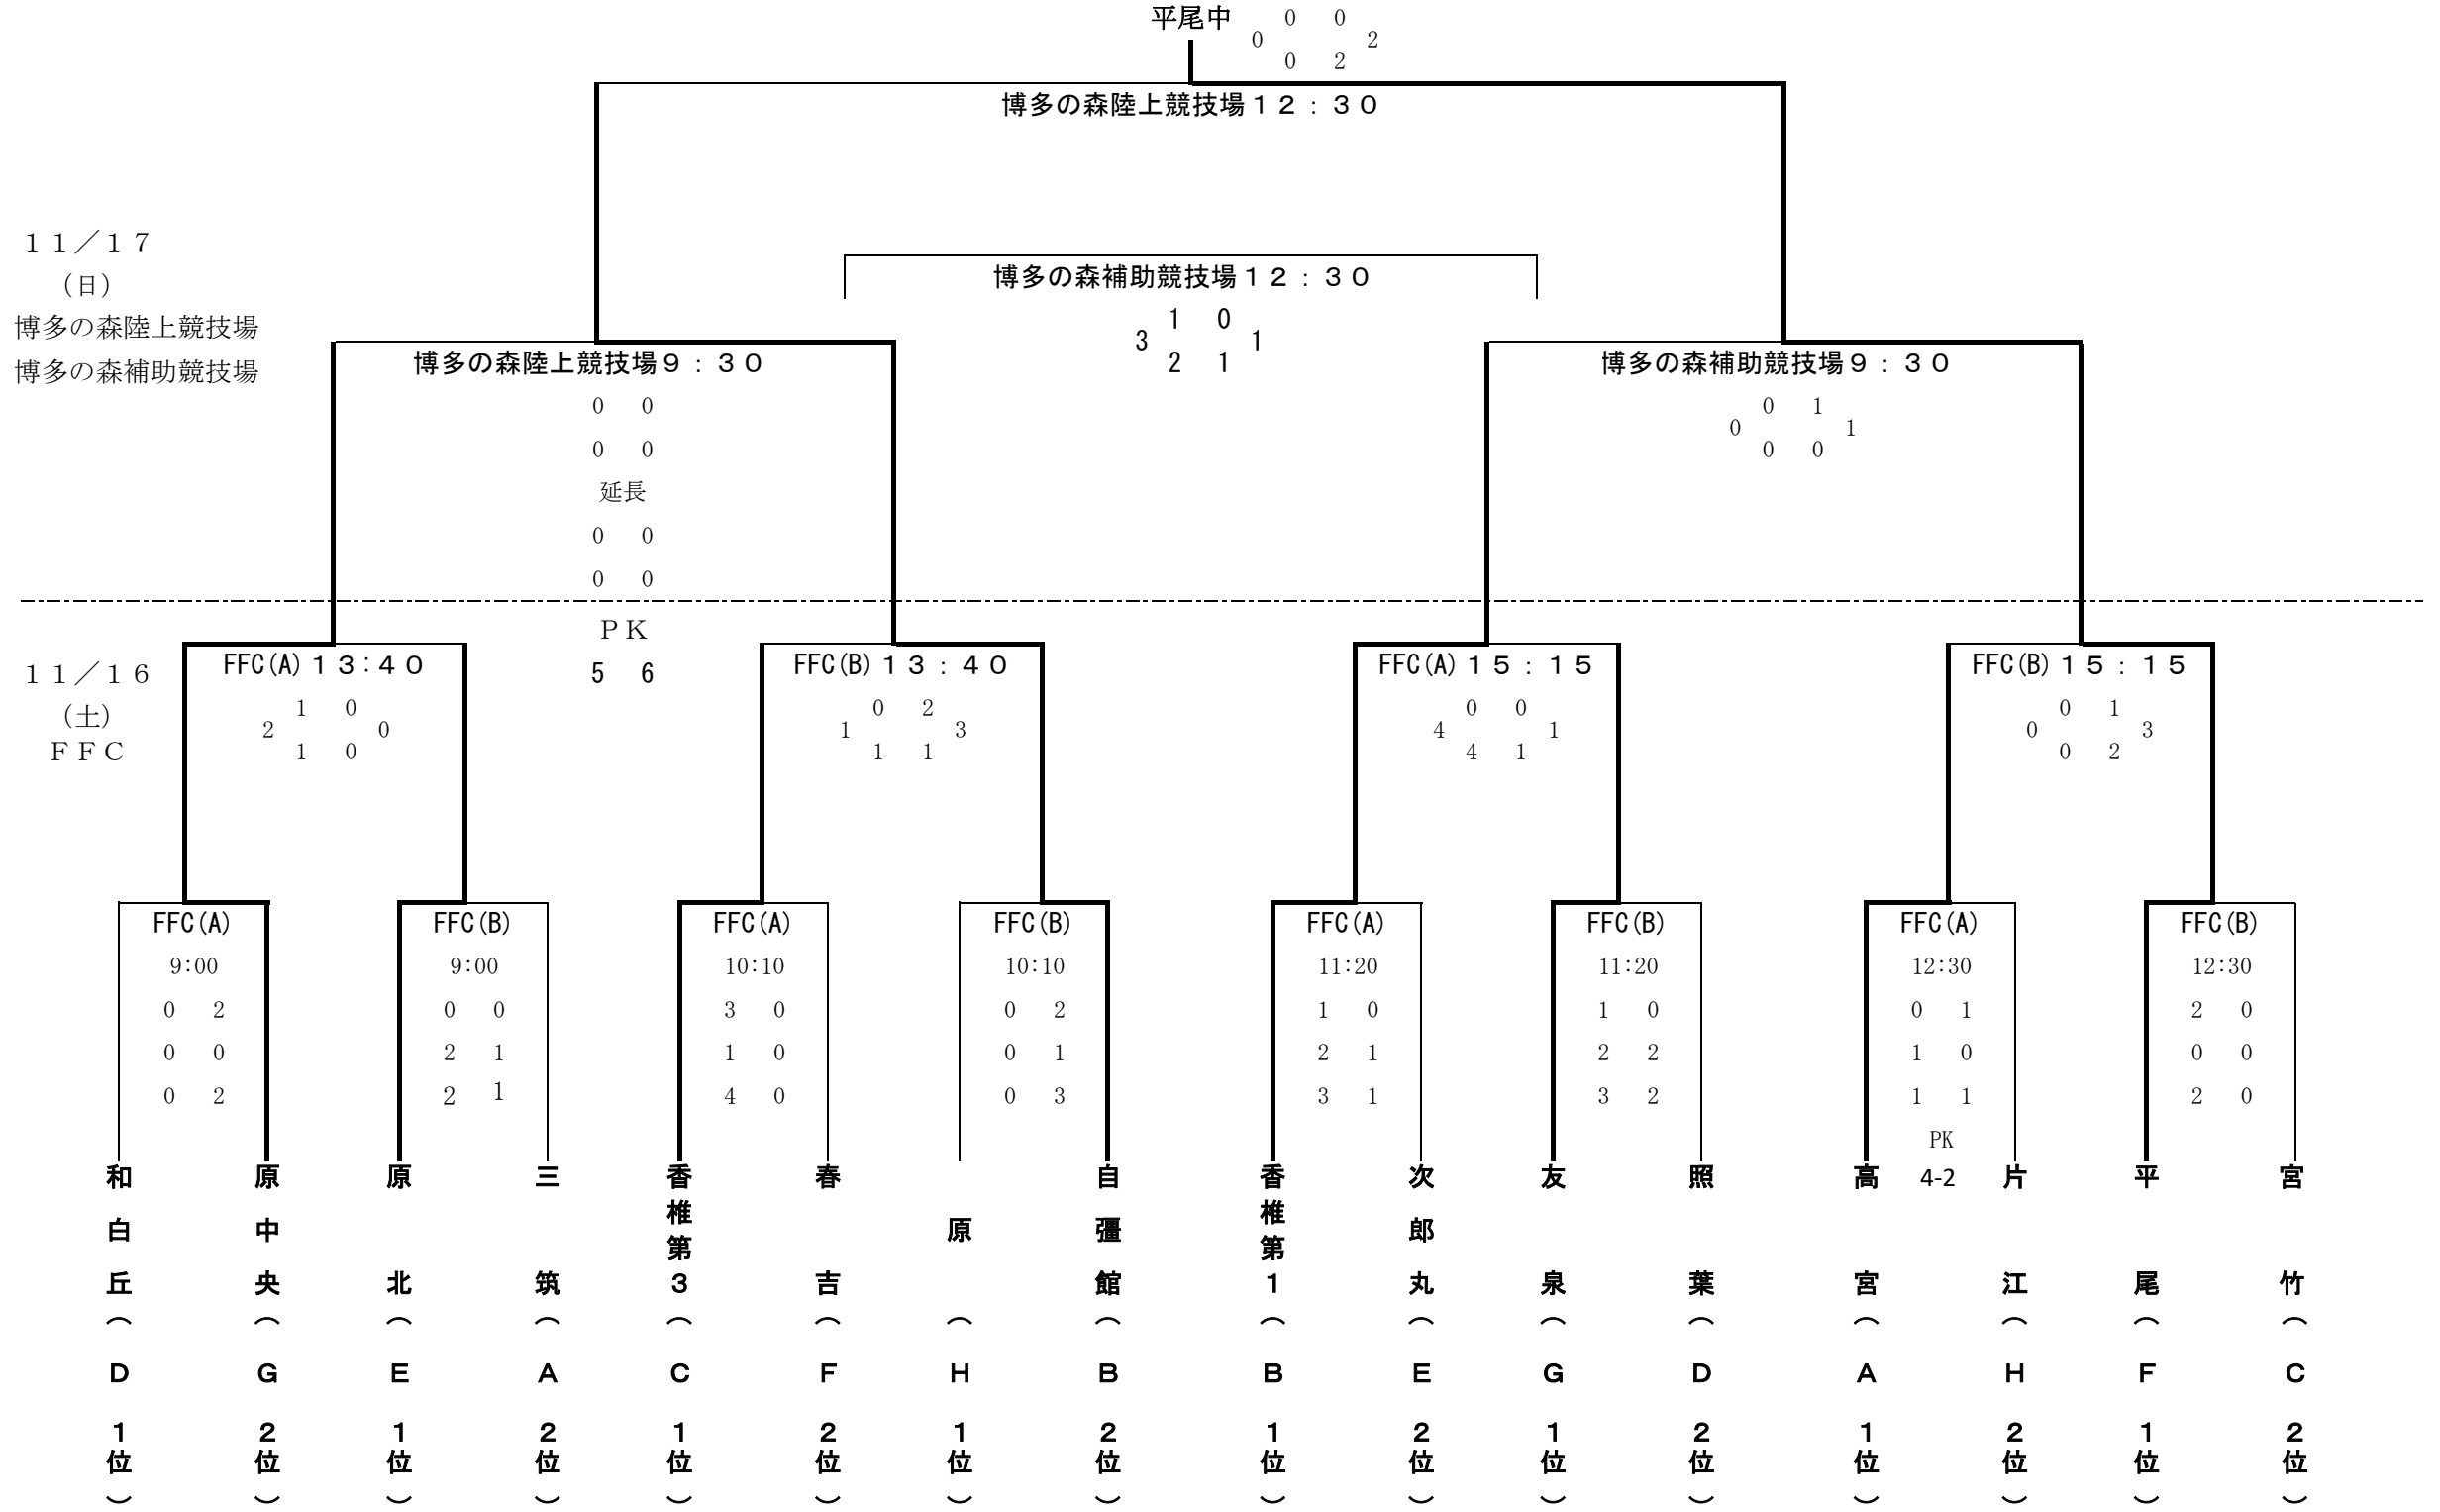 平尾中
0 0
0 2
0 2
博多の森陸上競技場１２：３０
１１／１７
（日）
博多の森陸上競技場
博多の森補助競技場
博多の森補助競技場１２：３０
1 0
3 1
2 1
博多の森陸上競技場９：３０
0 0
0 0
延長
0 0
0 0
ＰＫ
5 6
博多の森補助競技場９：３０
0 1
0 1
0 0
１１／１６
（土）
ＦＦＣ
FFC(A)１３:４０
1 0
2 0
1 0
FFC(B)１３：４０
0 2
1 3
1 1
FFC(A)１５：１５
0 0
4 1
4 1
FFC(B)１５：１５
0 1
0 3
0 2
FFC(A)
9:00
0 2
0 0
0 2
FFC(B)
9:00
0 0
2 1
2 1
FFC(A)
10:10
3 0
1 0
4 0
FFC(B)
10:10
0 2
0 1
0 3
FFC(A)
11:20
1 0
2 1
3 1
FFC(B)
11:20
1 0
2 2
3 2
FFC(A)
12:30
0 1
1 0
1 1
PK
4-2
FFC(B)
12:30
2 0
0 0
2 0
和白丘（Ｄ１位）
原中央（Ｇ２位）
原北（Ｅ１位）
三筑（Ａ２位）
香椎第３（Ｃ１位）
春吉（Ｆ２位）
原（Ｈ１位）
自彊館（Ｂ２位）
香椎第１（Ｂ１位）
次郎丸（Ｅ２位）
友泉（Ｇ１位）
照葉（Ｄ２位）
高宮（Ａ１位）
片江（Ｈ２位）
平尾（Ｆ１位）
宮竹（Ｃ２位）